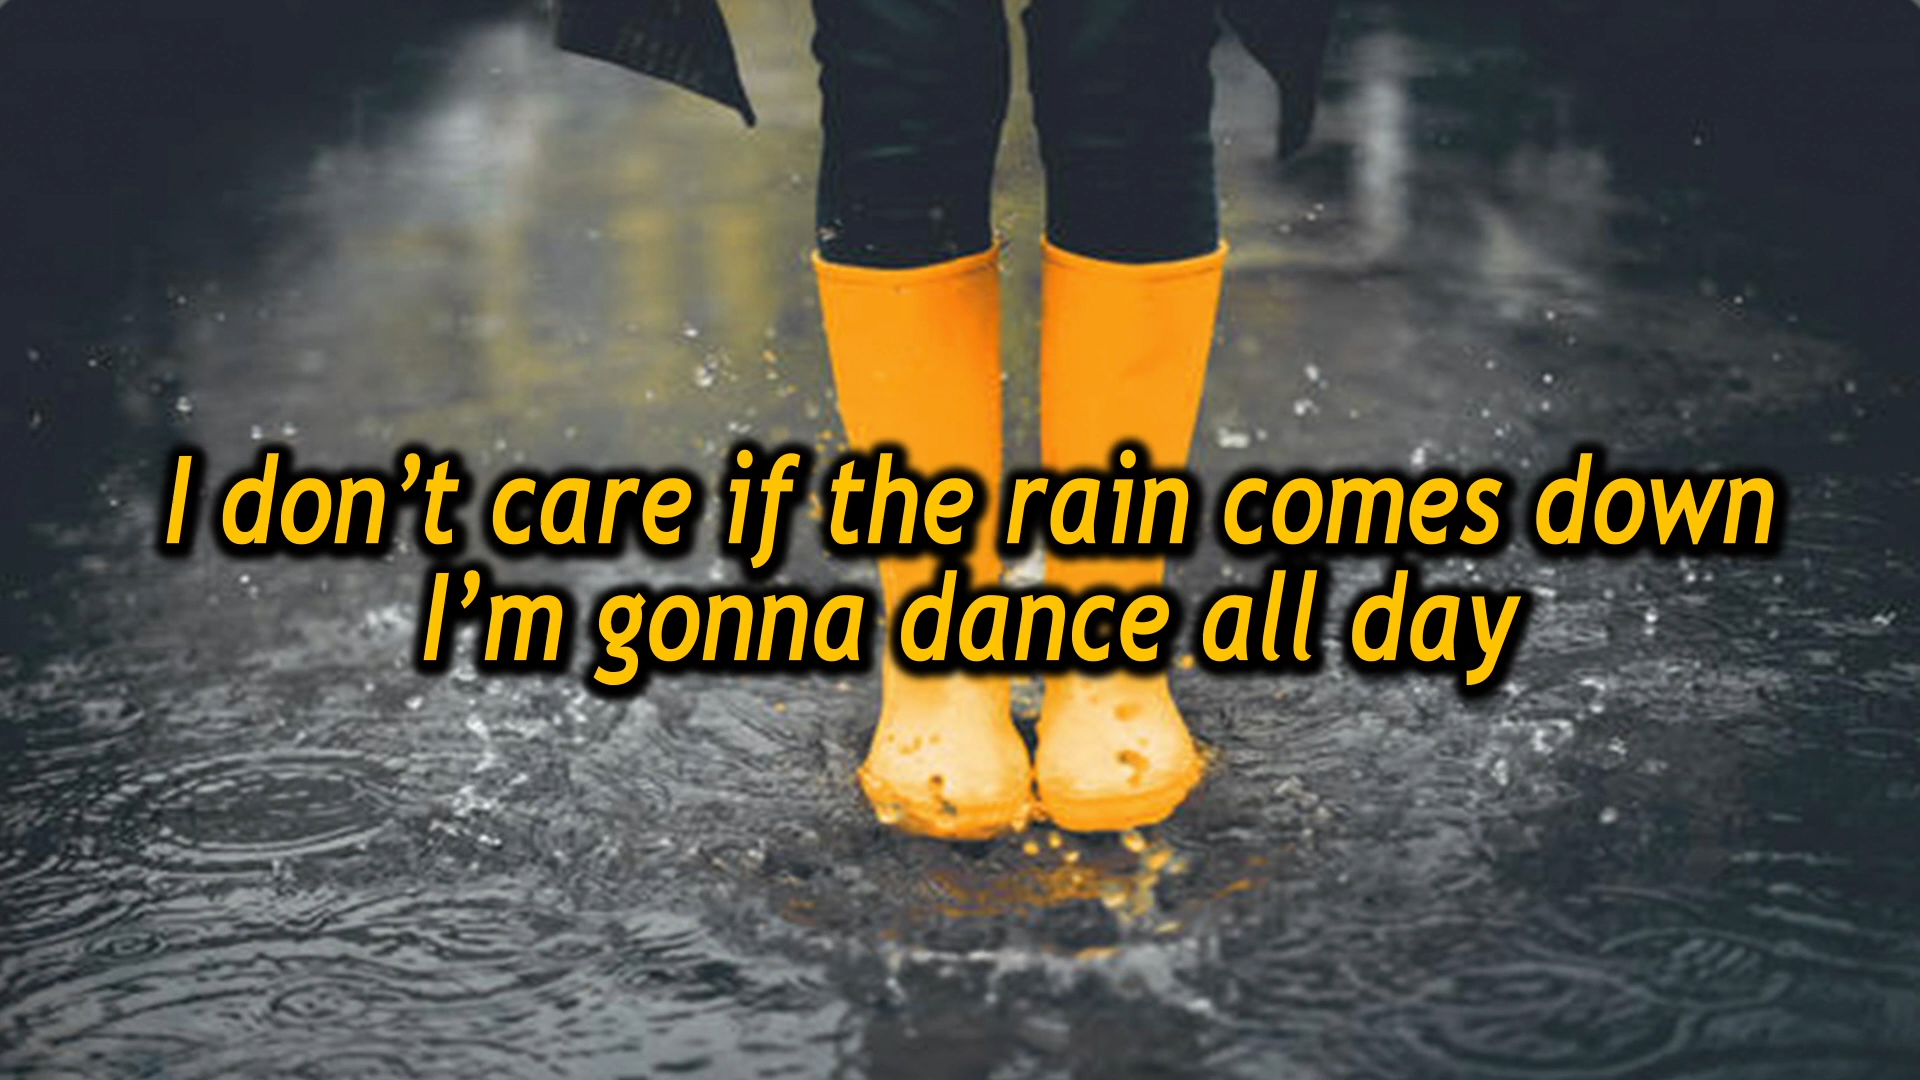 I don’t care if the rain comes down
I’m gonna dance all day